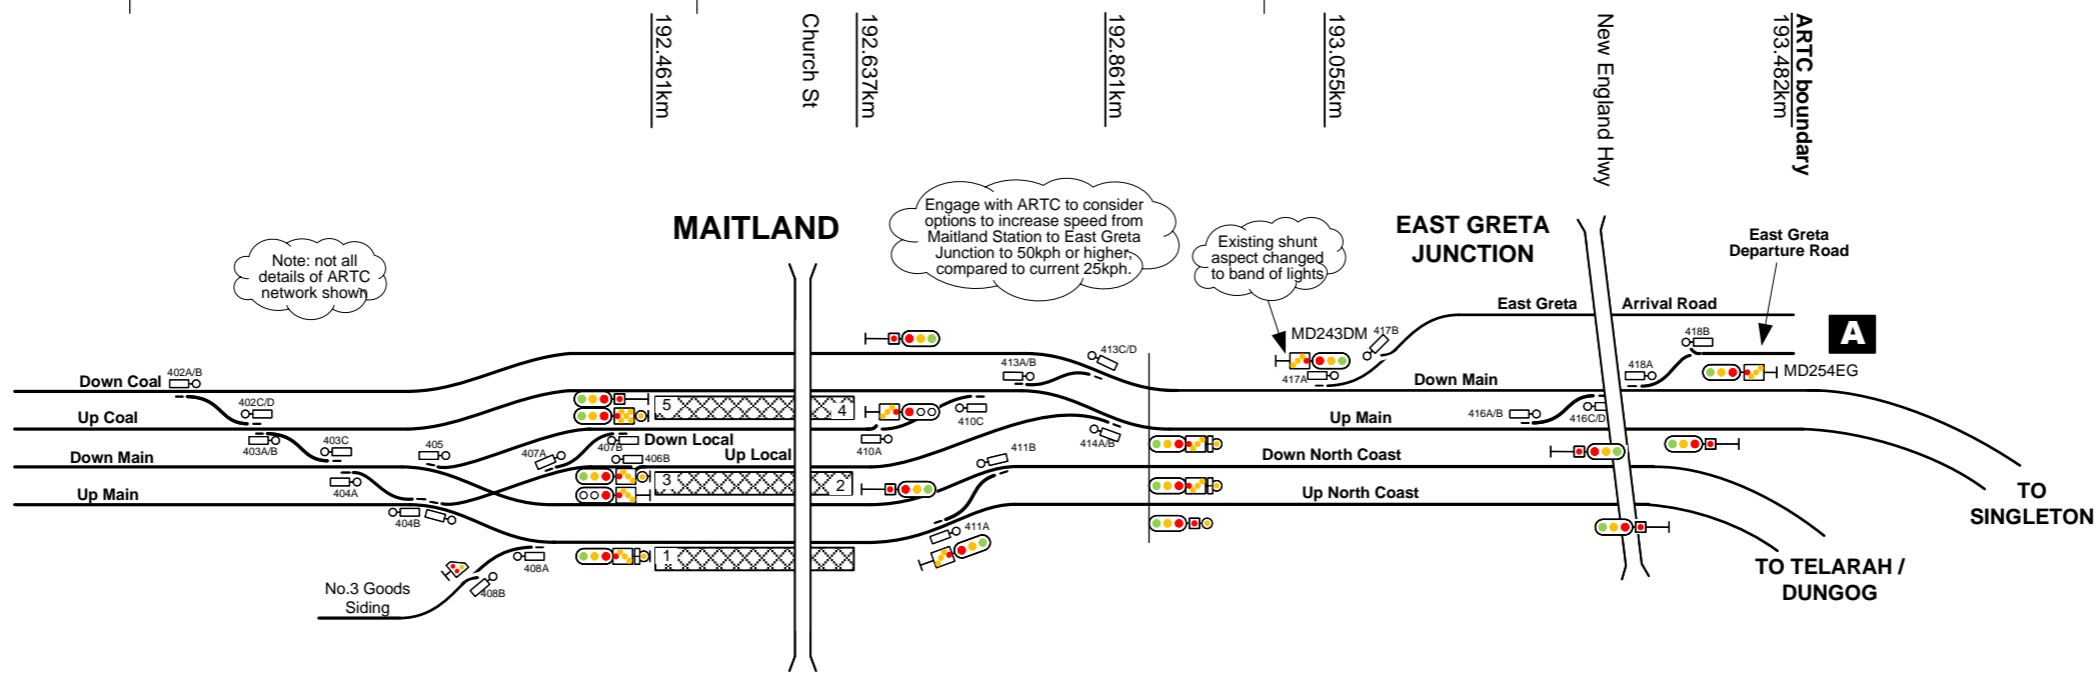 192.461km
Church St
192.637km
192.861km
193.055km
New England Hwy
193.482km
ARTC boundary
MAITLAND
EAST GRETA
JUNCTION
Engage with ARTC to consider
options to increase speed from
Maitland Station to East Greta
Junction to 50kph or higher,
compared to current 25kph.
Existing shunt
aspect changed
to band of lights
Note: not all
details of ARTC
network shown
East Greta
Departure Road
East Greta
Arrival Road
A
MD243DM
417B
418B
413C/D
413A/B
417A
418A
MD254EG
Down Coal
402A/B
Down Main
402C/D
5
4
410C
416A/B
416C/D
Up Coal
Up Main
403A/B
403C
405
407A
407B
Down Local
410A
414A/B
Down Main
406B
Up Local
411B
Down North Coast
404A
3
2
Up Main
Up North Coast
404B
411A
TO
SINGLETON
408A
1
408B
No.3 Goods
Siding
TO TELARAH /
DUNGOG